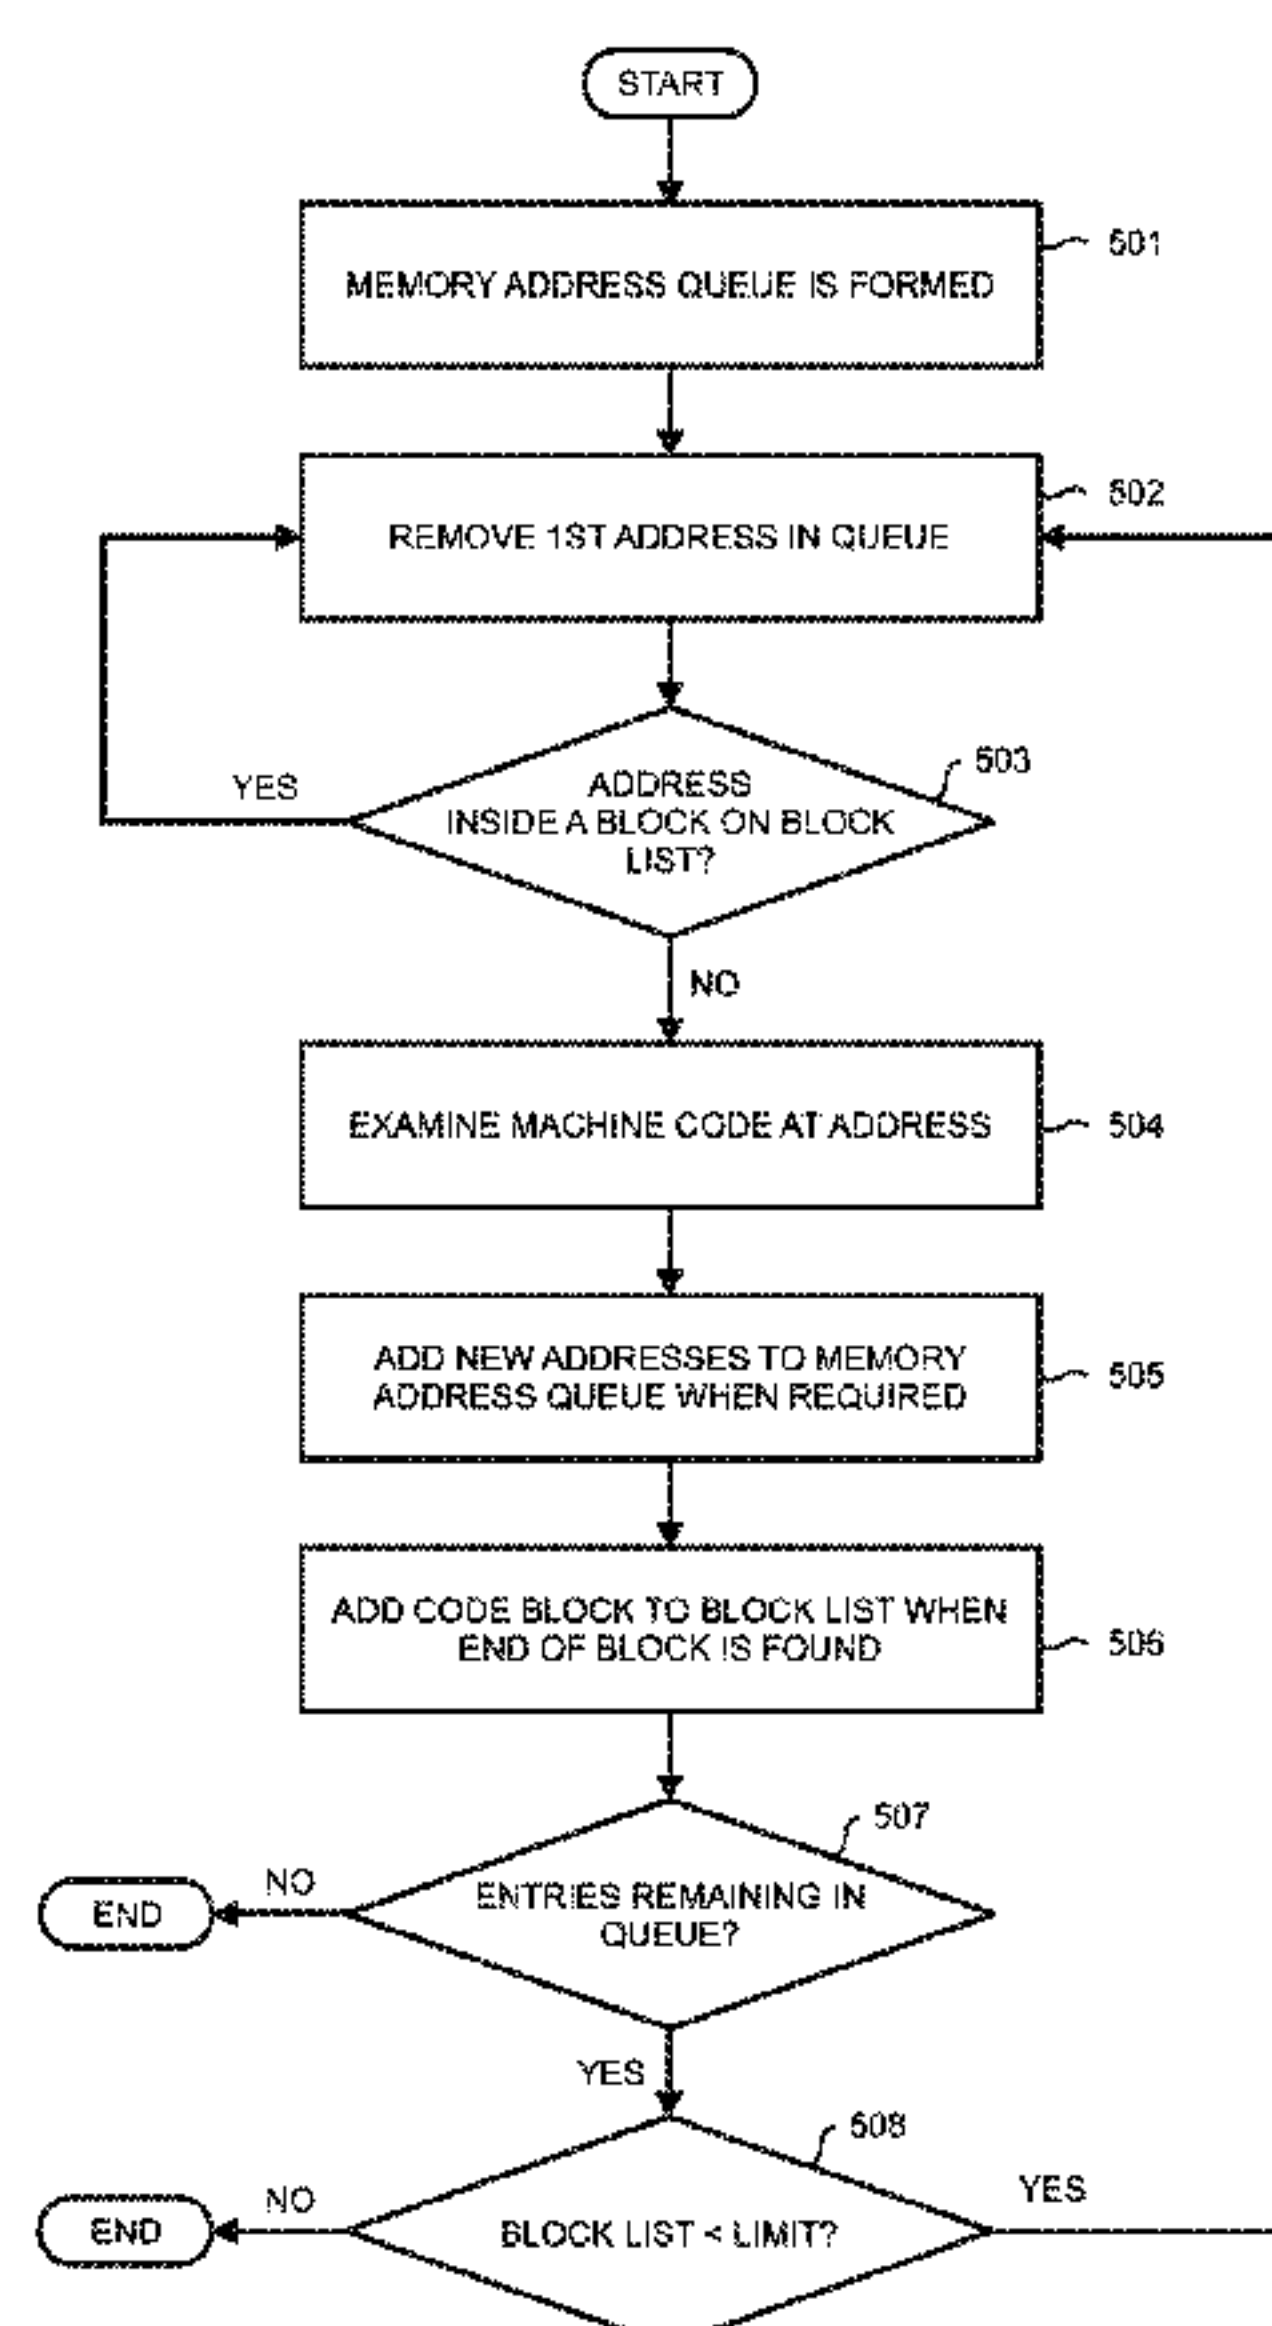 START
MEMORY ADDRESS QUEUE IS FORMED
501
REMOVE 1ST ADDRESS IN QUEUE
502
ADDRESS
INSIDE A BLOCK ON BLOCK
LIST?
503
YES
NO
EXAMINE MACHINE CODE AT ADDRESS
504
ADD NEW ADDRESSES TO MEMORY
ADDRESS QUEUE WHEN REQUIRED
505
ADD CODE BLOCK TO BLOCK LIST WHEN
END OF BLOCK IS FOUND
506
507
ENTRIES REMAINING IN
QUEUE?
NO
END
YES
508
BLOCK LIST < LIMIT?
NO
END
YES